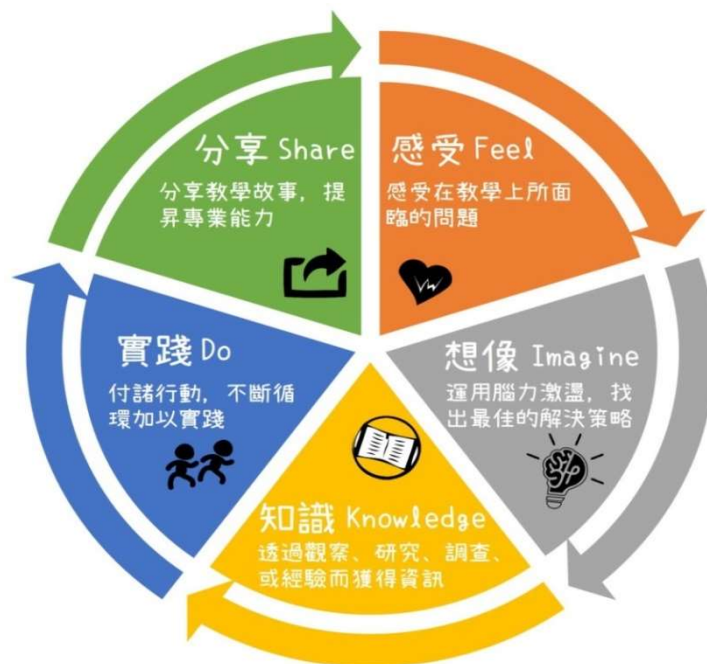 分享 Share
分享教學故事，提
昇專業能力
感受 Feel
感受在教學上所面
臨的問題
想像 Imagine
運用腦力激盪，找
出最佳的解決策略
知識 Knowledge
透過觀察、研究、調查、
或經驗而獲得資訊
實踐 Do
付諸行動，不斷循
環加以實踐